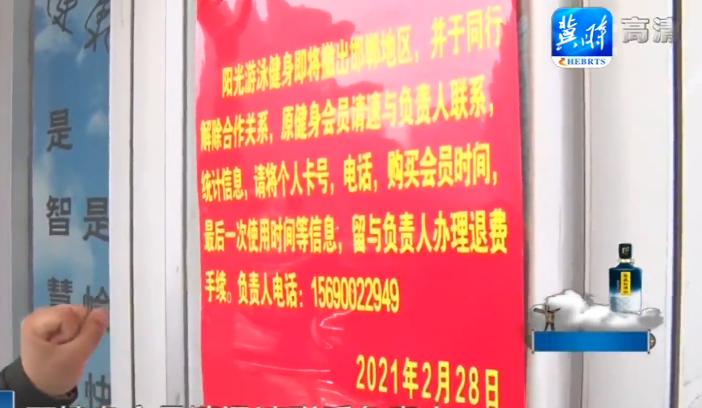 冀时
HEBRTS
高清
阳光游泳健身即将撤出邯郸地区，并于同行
解除合作关系，原健身会员请速与负责人联系，
统计信息，请将个人卡号，电话，购买会员时间，
最后一次使用时间等信息；留与负责人办理退费
手续。负责人电话：15690022949
2021年2月28日
是智慧
是
快